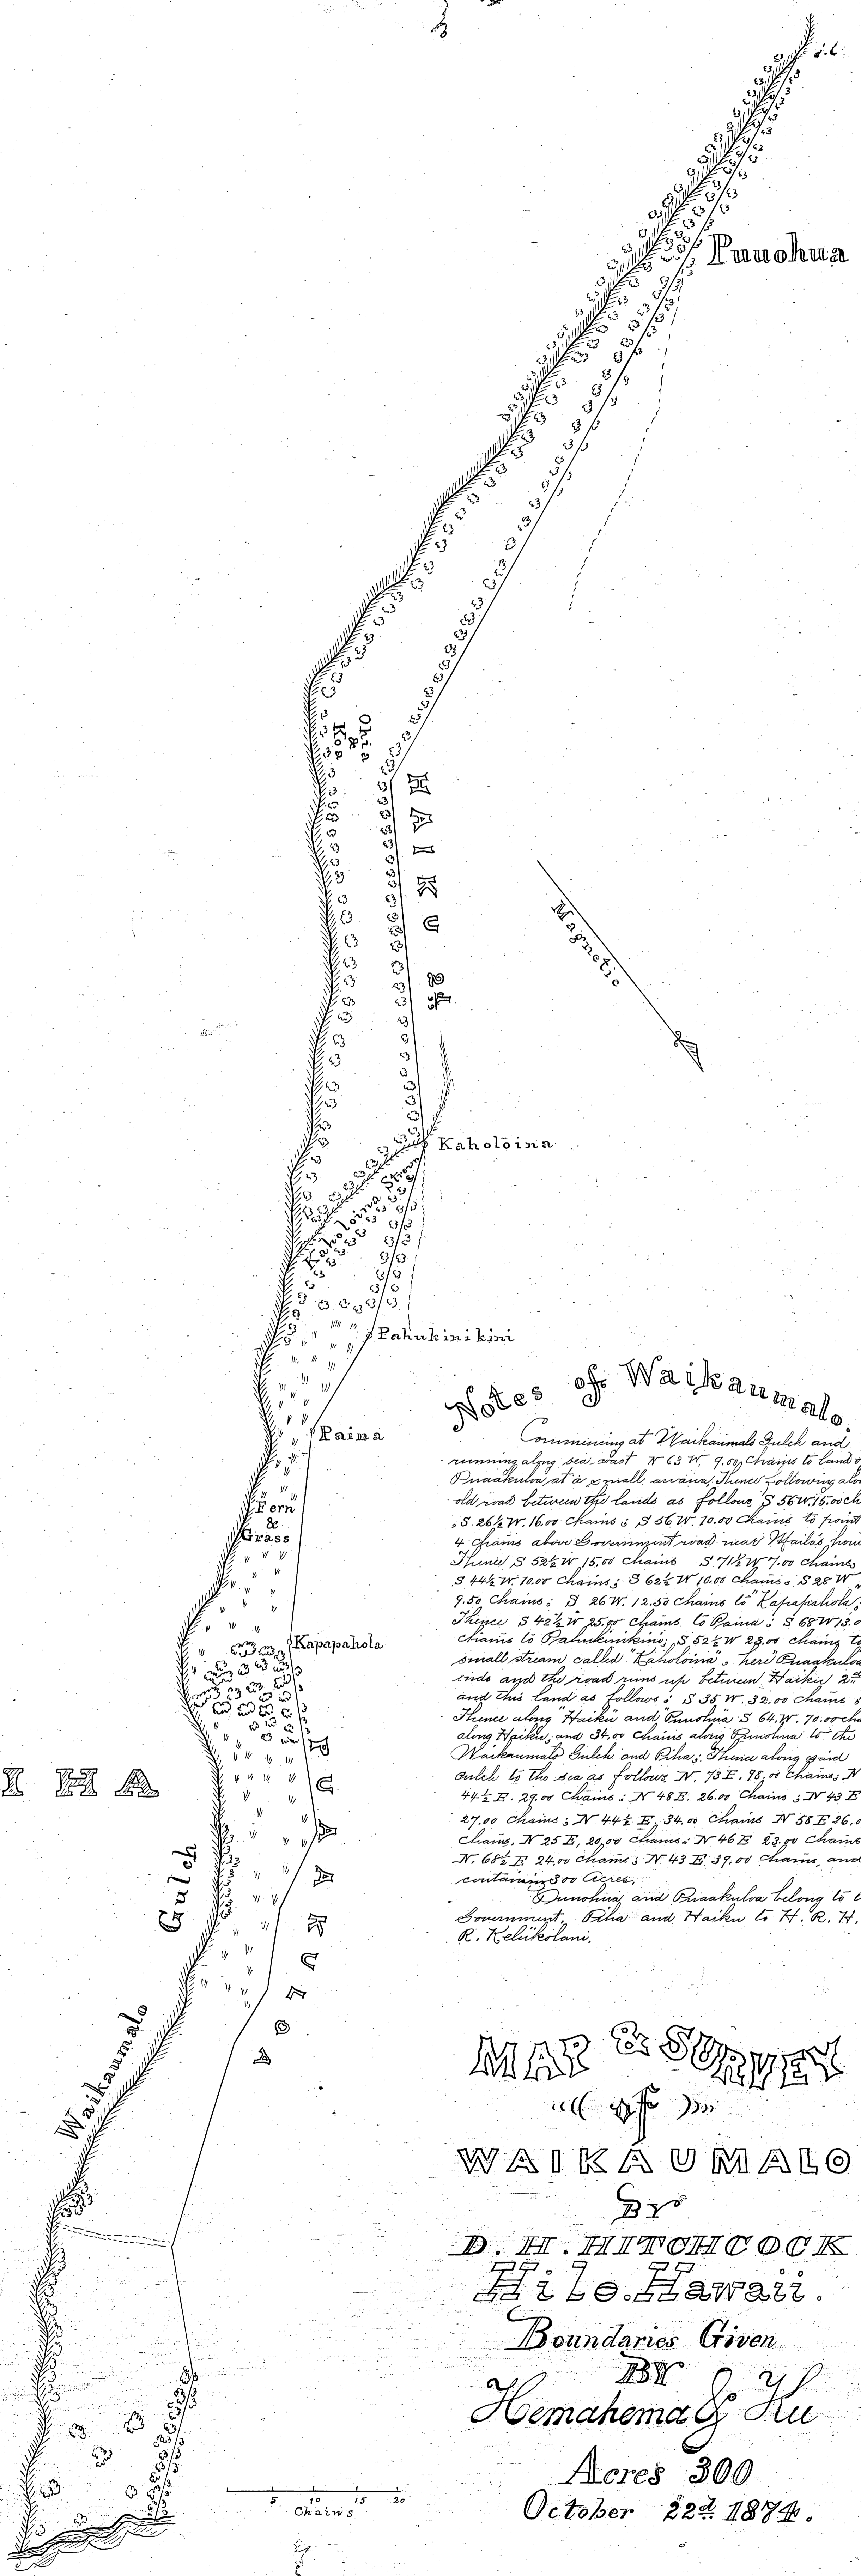 S.L.
Puuohua
Ohia
&
Koa
HAIKU
2nd
Magnetic
Kaholoina
Kaholoina Stream
Pahukinikini
Paina
Fern
&
Grass
Kapapahola
IHA
PUAAKULOA
Waikaumalo Gulch
5 10 15 20
Chains
Notes of Waikaumalo.
Commencing at Waikaumalo Gulch and
running along sea coast N 63 W. 9.00 Chains to land o
Puaakuloa at a small awawa, Thence following alo
old road between the lands as follows S 56 W. 15.00 ch
; S. 26½ W. 16.00 Chains; S 56 W. 10.00 Chains to point
4 Chains above Government road near Maila's hou
Thence S 52½ W 15.00 Chains S 71½ W 7.00 Chains
S 44½ W. 10.00 Chains; S 62½ W 10.00 Chains; S 28 W
9.50 Chains; S 26 W. 12.50 Chains to Kapapahola;
Thence S 42½ W 25.00 Chains to Paina; S 68 W 13.0
Chains to Pahukinikini; S 52½ W 23.00 Chains to
small stream called "Kaholoina", here Puaakuloa
ends and the road runs up between Haiku 2nd
and this land as follows; S 35 W. 32.00 Chains;
Thence along Haiku and Puuohua S 64. W. 70.00 cha
along Haiku, and 34.00 Chains along Puuohua to the
Waikaumalo Gulch and Piha; Thence along said
Gulch to the sea as follows N. 73 E. 98.00 Chains; N
44½ E. 29.00 Chains; N 48 E. 26.00 Chains; N 43 E
27.00 Chains; N 44½ E. 34.00 Chains N 58 E 26.0
Chains, N 25 E, 20.00 Chains; N 46 E 23.00 Chains
N. 68½ E 24.00 Chains; N 43 E. 39.00 Chains, and
containing 300 Acres.
Puuohua and Puaakuloa belong to t
Government. Piha and Haiku to H. R. H.
R. Keliikolani.
MAP & SURVEY
of
WAIKAUMALO
By
D. H. HITCHCOCK
Hilo. Hawaii.
Boundaries Given
BY
Hemahema & Ku
Acres 300
October 22d. 1874.